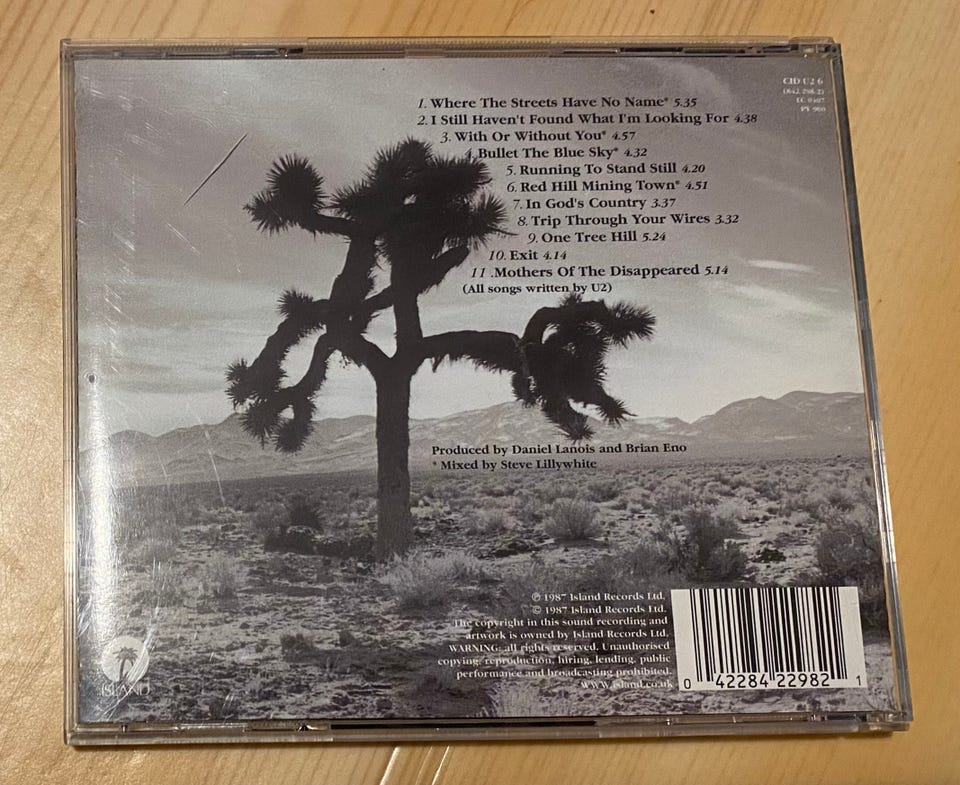 CID U2 6
(842 298-2)
LC 0407
PY 900
1. Where The Streets Have No Name* 5.35
2. I Still Haven't Found What I'm Looking For 4.38
3. With Or Without You* 4.57
4. Bullet The Blue Sky* 4.32
5. Running To Stand Still 4.20
6. Red Hill Mining Town* 4.51
7. In God's Country 3.37
8. Trip Through Your Wires 3.32
9. One Tree Hill 5.24
10. Exit 4.14
11 .Mothers Of The Disappeared 5.14
(All songs written by U2)
Produced by Daniel Lanois and Brian Eno
* Mixed by Steve Lillywhite
℗ 1987 Island Records Ltd.
© 1987 Island Records Ltd.
The copyright in this sound recording and
artwork is owned by Island Records Ltd.
WARNING: all rights reserved. Unauthorised
copying, reproduction, hiring, lending, public
performance and broadcasting prohibited.
www.island.co.uk
ISLAND
0 42284 22982 1